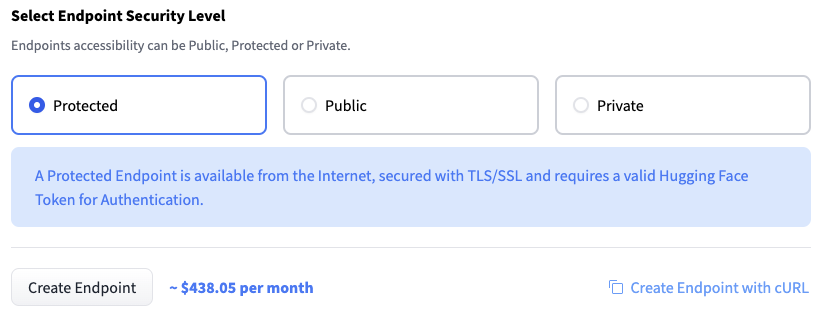 Select Endpoint Security Level
Endpoints accessibility can be Public, Protected or Private.
Protected
Public
Private
A Protected Endpoint is available from the Internet, secured with TLS/SSL and requires a valid Hugging Face
Token for Authentication.
Create Endpoint
~ $438.05 per month
Create Endpoint with cURL